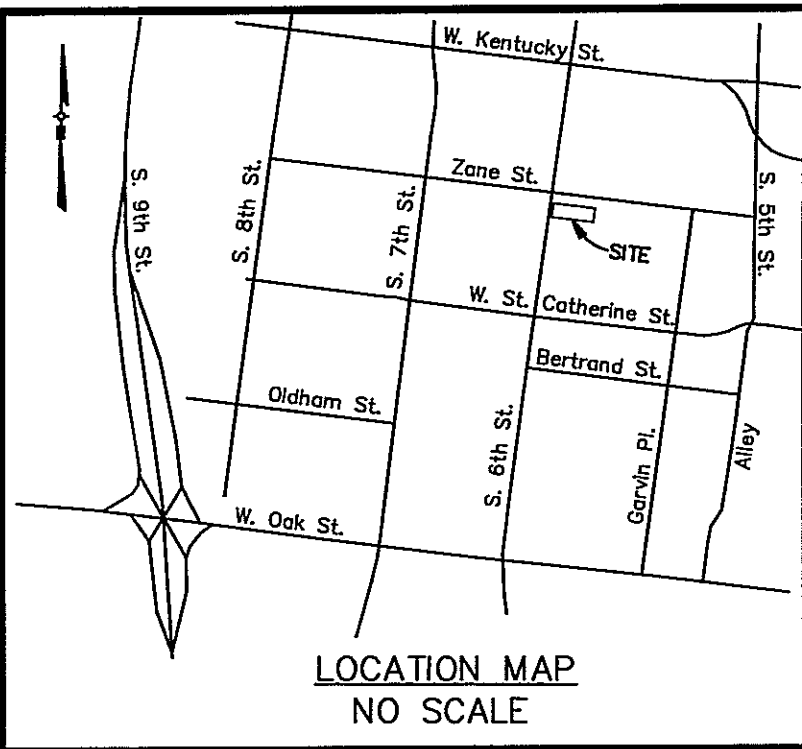 W. Kentucky St.
Zane St.
S. 9th St.
S. 8th St.
S. 7th St.
S. 5th St.
SITE
W. St. Catherine St.
Bertrand St.
Oldham St.
S. 6th St.
Garvin Pl.
Alley
W. Oak St.
LOCATION MAP
NO SCALE